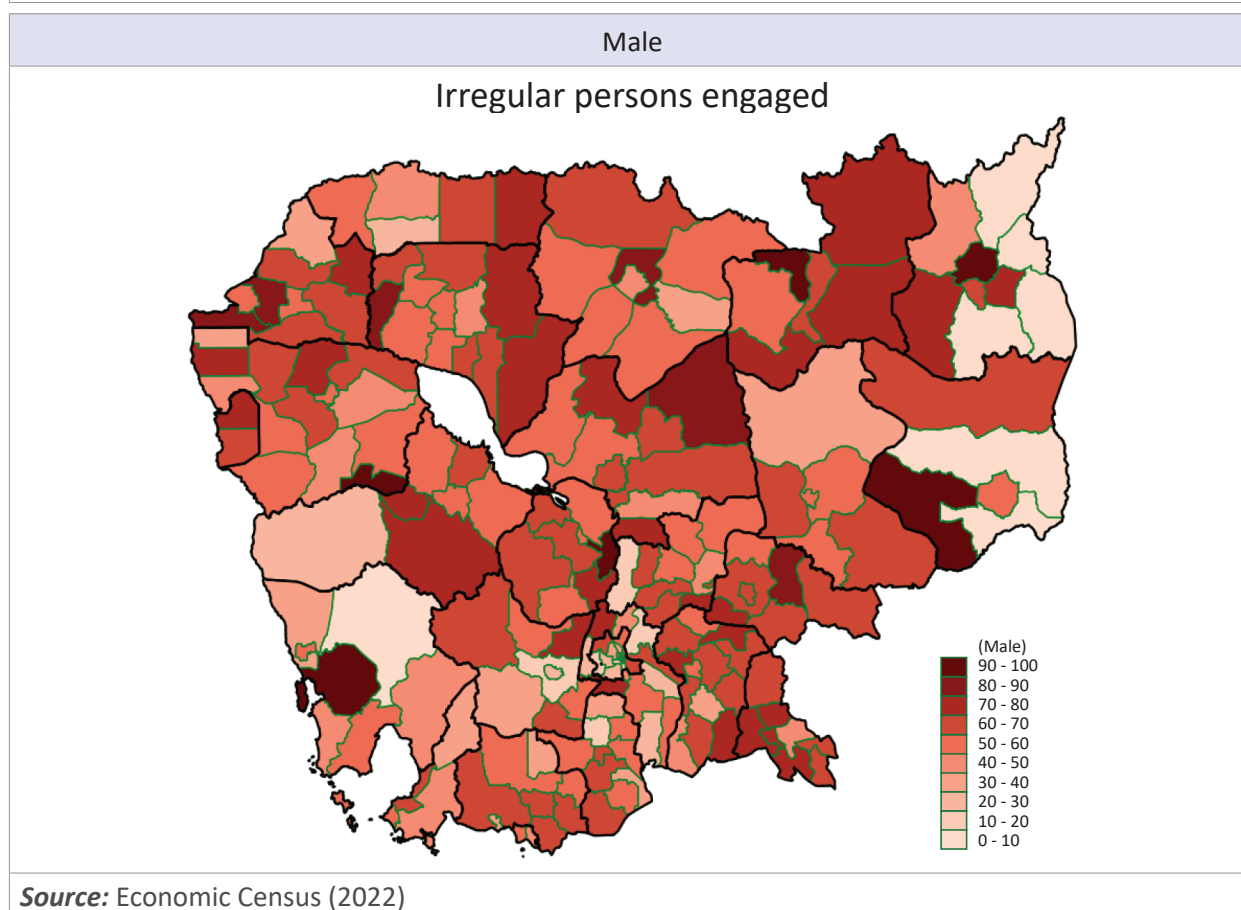 Male
Irregular persons engaged
(Male)
90 - 100
80 - 90
70 - 80
60 - 70
50 - 60
40 - 50
30 - 40
20 - 30
10 - 20
0 - 10
Source: Economic Census (2022)